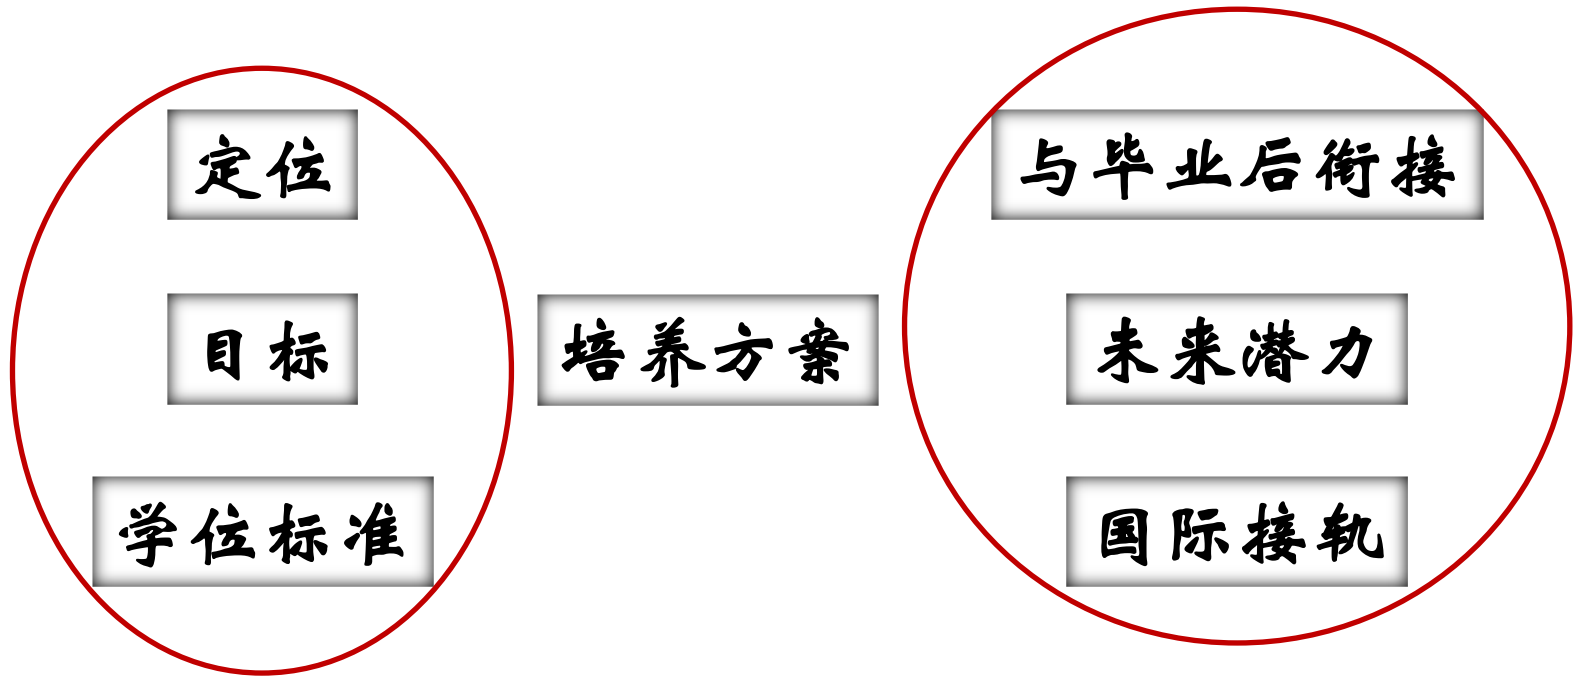 定位
目标
学位标准
培养方案
与毕业后衔接
未来潜力
国际接轨